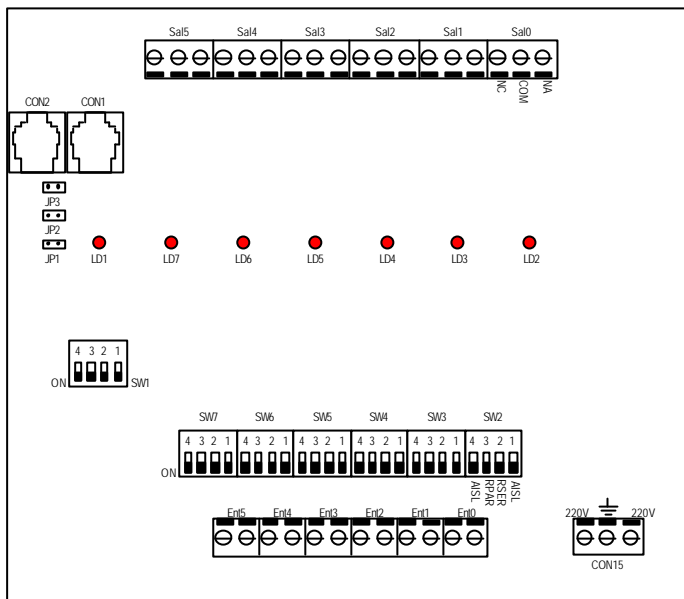 Sal5 Sal4 Sal3 Sal2 Sal1 Sal0
NC COM NA
CON2 CON1
JP3
JP2
JP1 LD1 LD7 LD6 LD5 LD4 LD3 LD2
4 3 2 1
ON SW1
SW7 SW6 SW5 SW4 SW3 SW2
4 3 2 1 4 3 2 1 4 3 2 1 4 3 2 1 4 3 2 1 4 3 2 1
ON
AISL RPAR RSER AISL
Ent5 Ent4 Ent3 Ent2 Ent1 Ent0
220V 220V
CON15